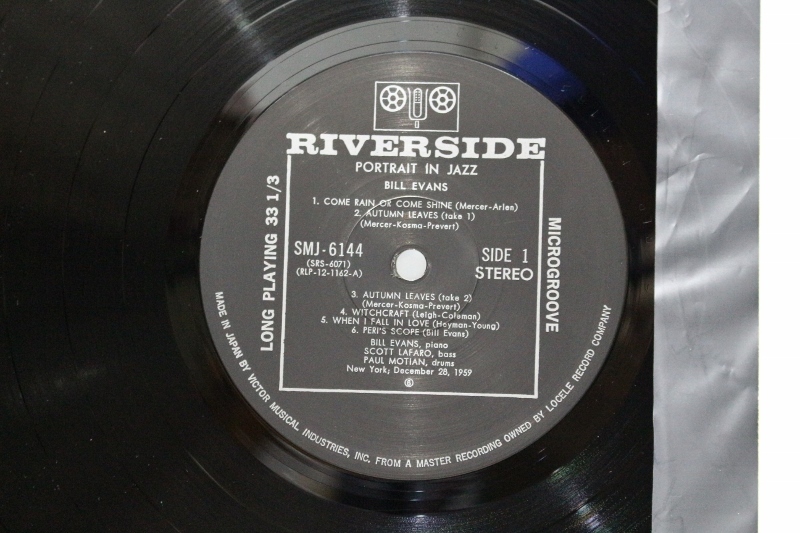 RIVERSIDE
PORTRAIT IN JAZZ
BILL EVANS
1. COME RAIN OR COME SHINE (Mercer-Arlen)
2. AUTUMN LEAVES (take 1)
(Mercer-Kosma-Prevert)
SMJ-6144
(SRS-6071)
(RLP-12-1162-A)
SIDE 1
STEREO
3. AUTUMN LEAVES (take 2)
(Mercer-Kosma-Prevert)
4. WITCHCRAFT (Leigh-Coleman)
5. WHEN I FALL IN LOVE (Heyman-Young)
6. PERI'S SCOPE (Bill Evans)
BILL EVANS, piano
SCOTT LAFARO, bass
PAUL MOTIAN, drums
New York; December 28, 1959
LONG PLAYING 33 1/3
MICROGROOVE
MADE IN JAPAN BY VICTOR MUSICAL INDUSTRIES, INC. FROM A MASTER RECORDING OWNED BY LOCELE RECORD COMPANY